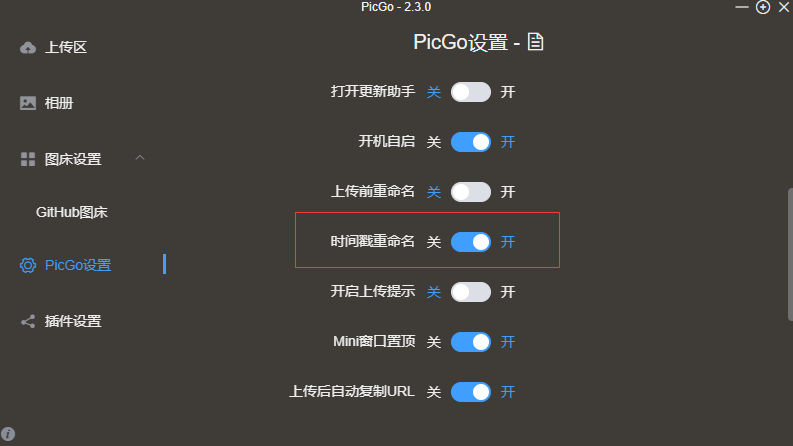 PicGo - 2.3.0
上传区
相册
图床设置
GitHub图床
PicGo设置
插件设置
PicGo设置 -
打开更新助手 关 开
开机自启 关 开
上传前重命名 关 开
时间戳重命名 关 开
开启上传提示 关 开
Mini窗口置顶 关 开
上传后自动复制URL 关 开